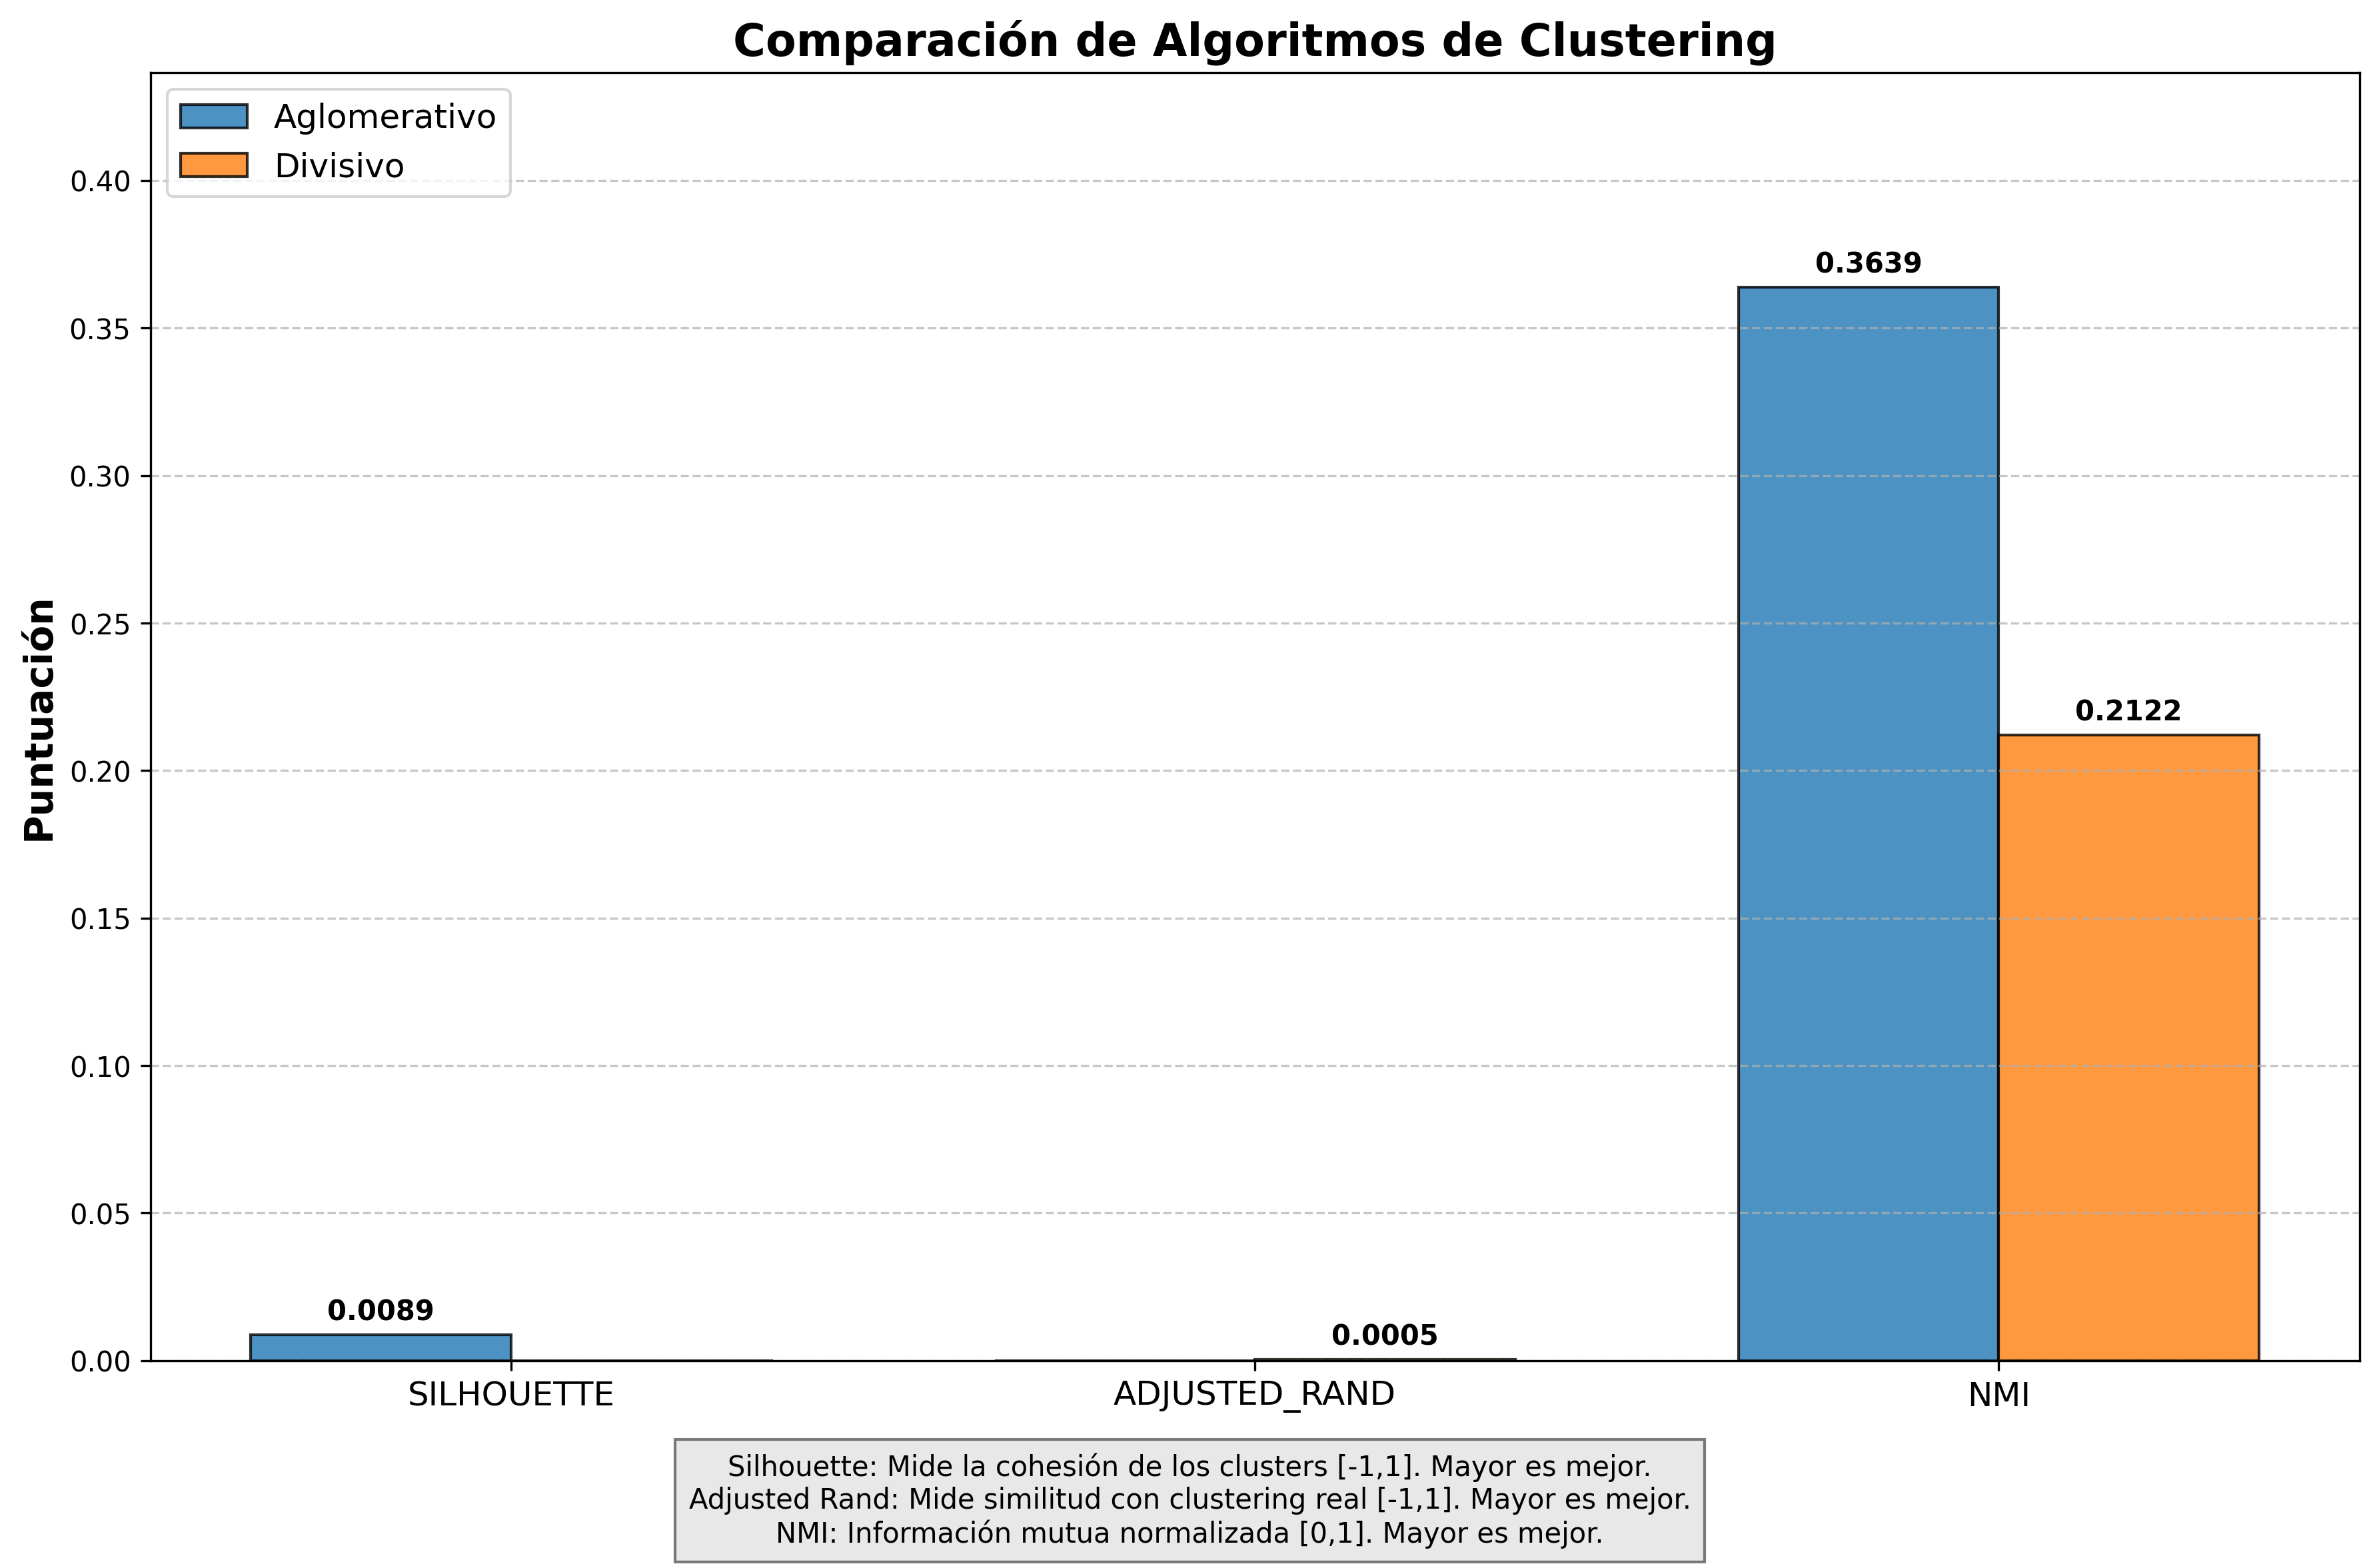 Comparación de Algoritmos de Clustering
Aglomerativo
Divisivo
Puntuación
0.40
0.35
0.30
0.25
0.20
0.15
0.10
0.05
0.00
0.0089
0.0005
0.3639
0.2122
SILHOUETTE
ADJUSTED_RAND
NMI
Silhouette: Mide la cohesión de los clusters [-1,1]. Mayor es mejor.
Adjusted Rand: Mide similitud con clustering real [-1,1]. Mayor es mejor.
NMI: Información mutua normalizada [0,1]. Mayor es mejor.